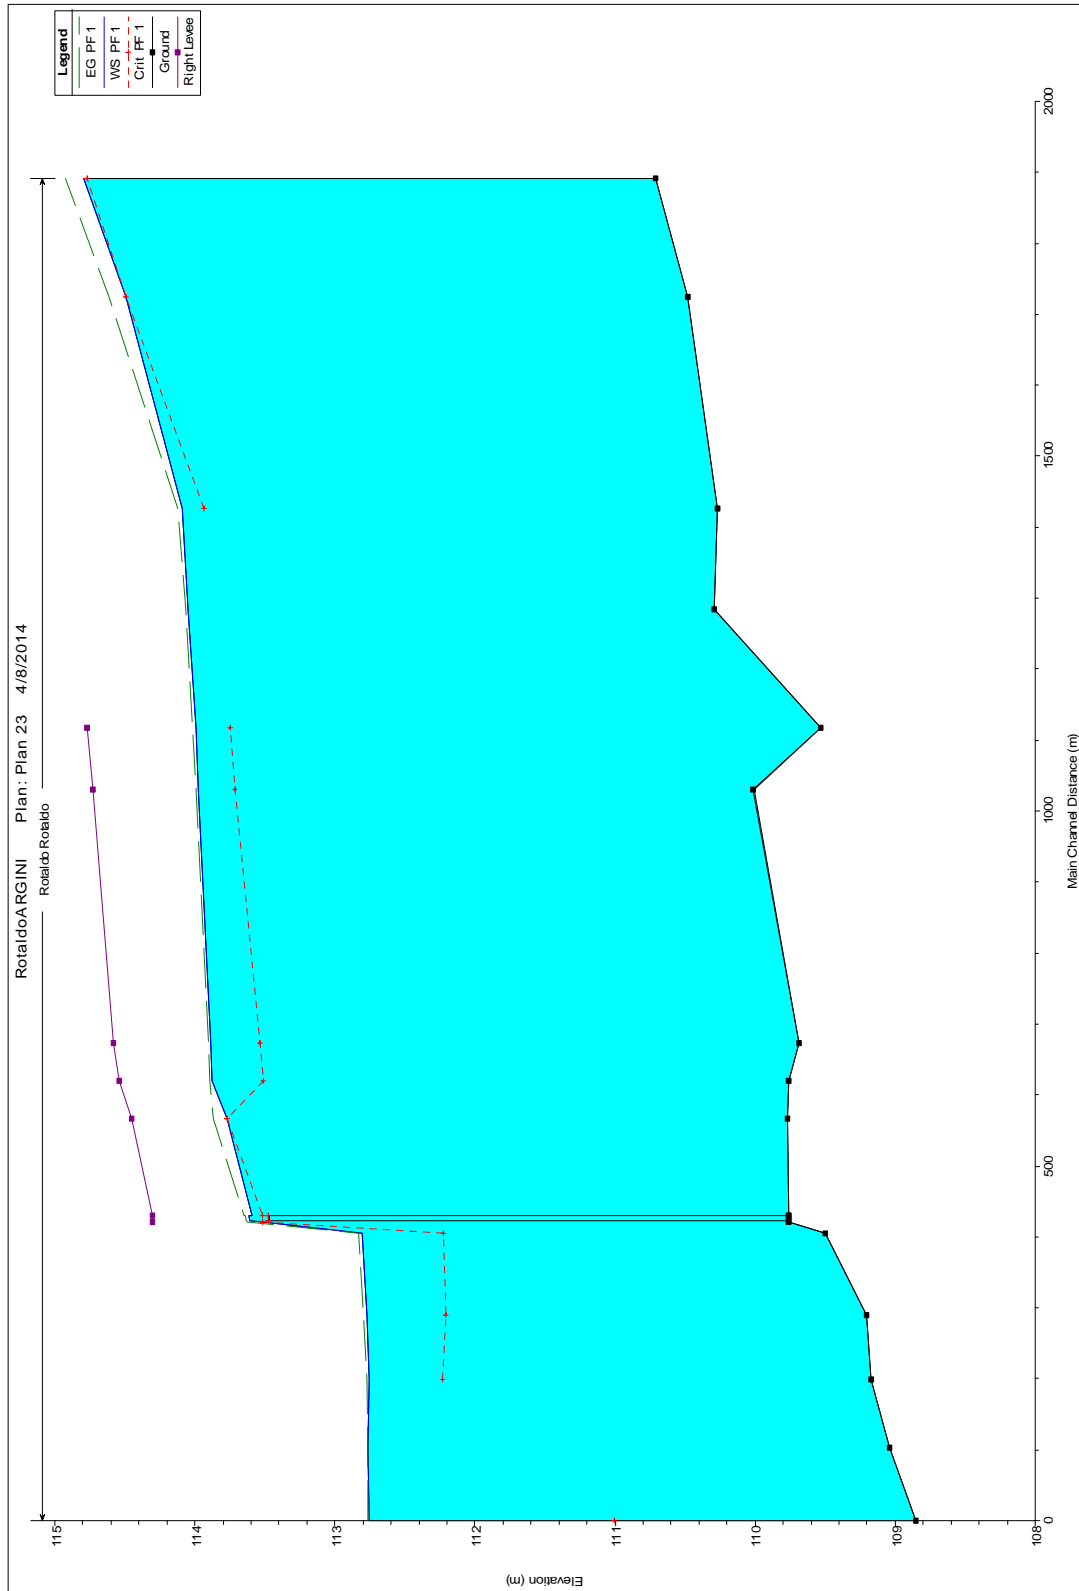 RotaldoARGINI Plan: Plan 23 4/8/2014
Rotaldo Rotaldo
Legend
EG PF 1
WS PF 1
Crit PF 1
Ground
Right Levee
115
114
113
112
111
110
109
108
Elevation (m)
0
500
1000
1500
2000
Main Channel Distance (m)